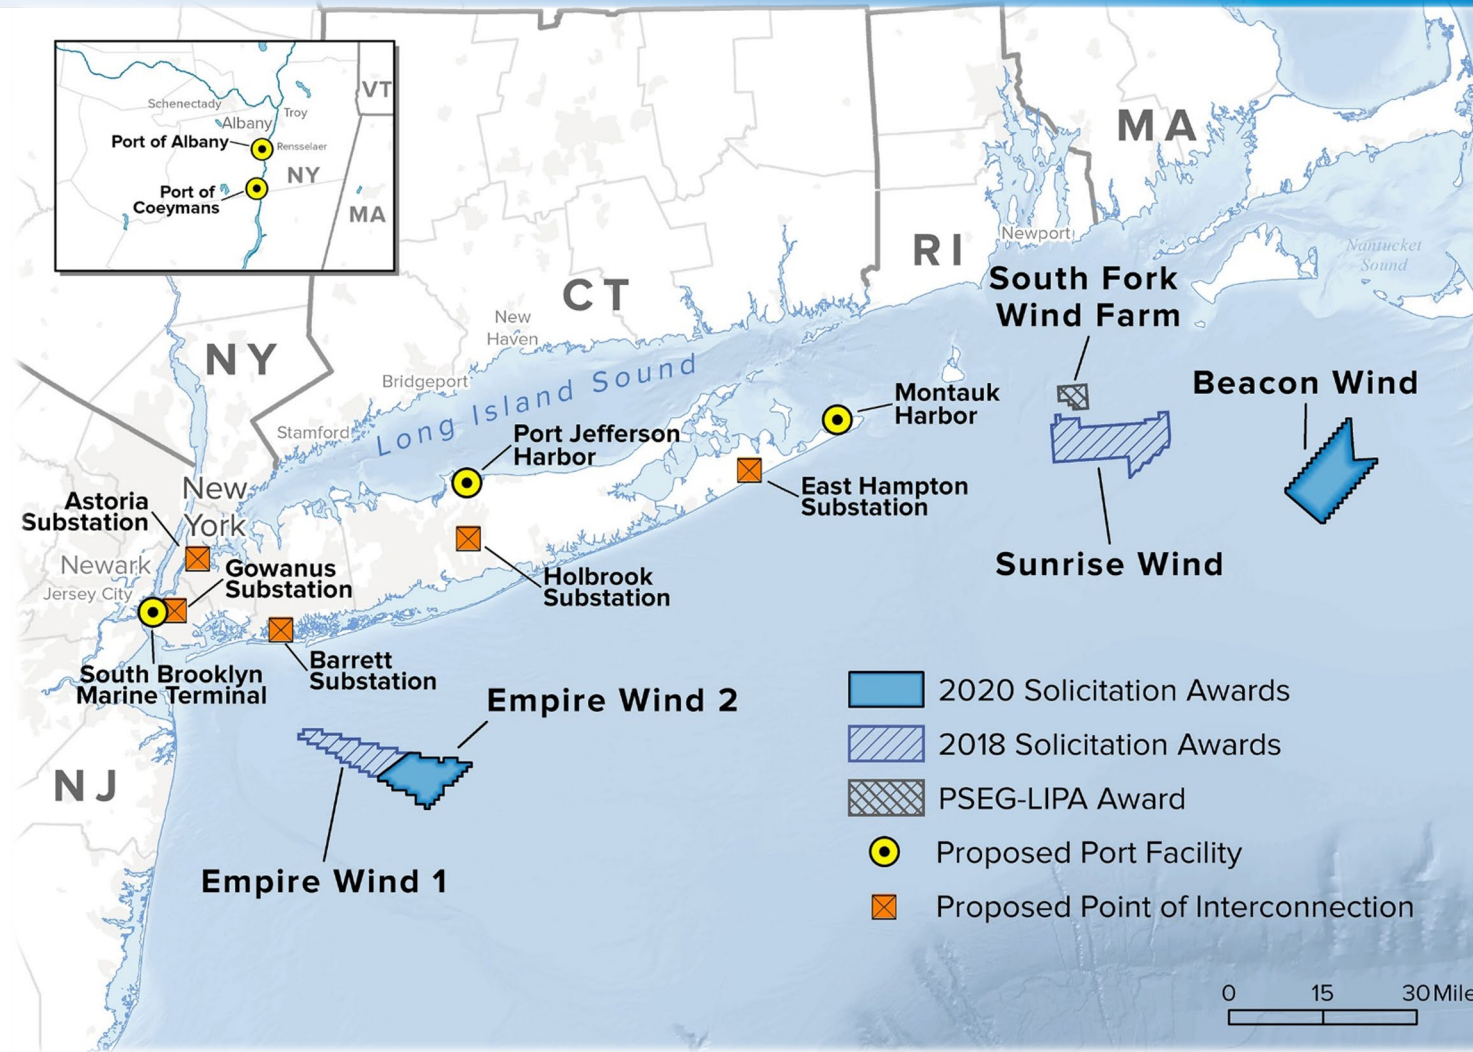 Schenectady
Troy
VT
Albany
Port of Albany
Rensselaer
NY
Port of
Coeymans
MA
MA
Newport
RI
Nantucket
Sound
South Fork
Wind Farm
CT
New
Haven
NY
Long Island Sound
Bridgeport
Beacon Wind
Montauk
Harbor
Stamford
Port Jefferson
Harbor
New
York
Astoria
Substation
East Hampton
Substation
Newark
Jersey City
Gowanus
Substation
Holbrook
Substation
Sunrise Wind
South Brooklyn
Marine Terminal
Barrett
Substation
Empire Wind 2
NJ
Empire Wind 1
2020 Solicitation Awards
2018 Solicitation Awards
PSEG-LIPA Award
Proposed Port Facility
Proposed Point of Interconnection
0 15 30 Mile